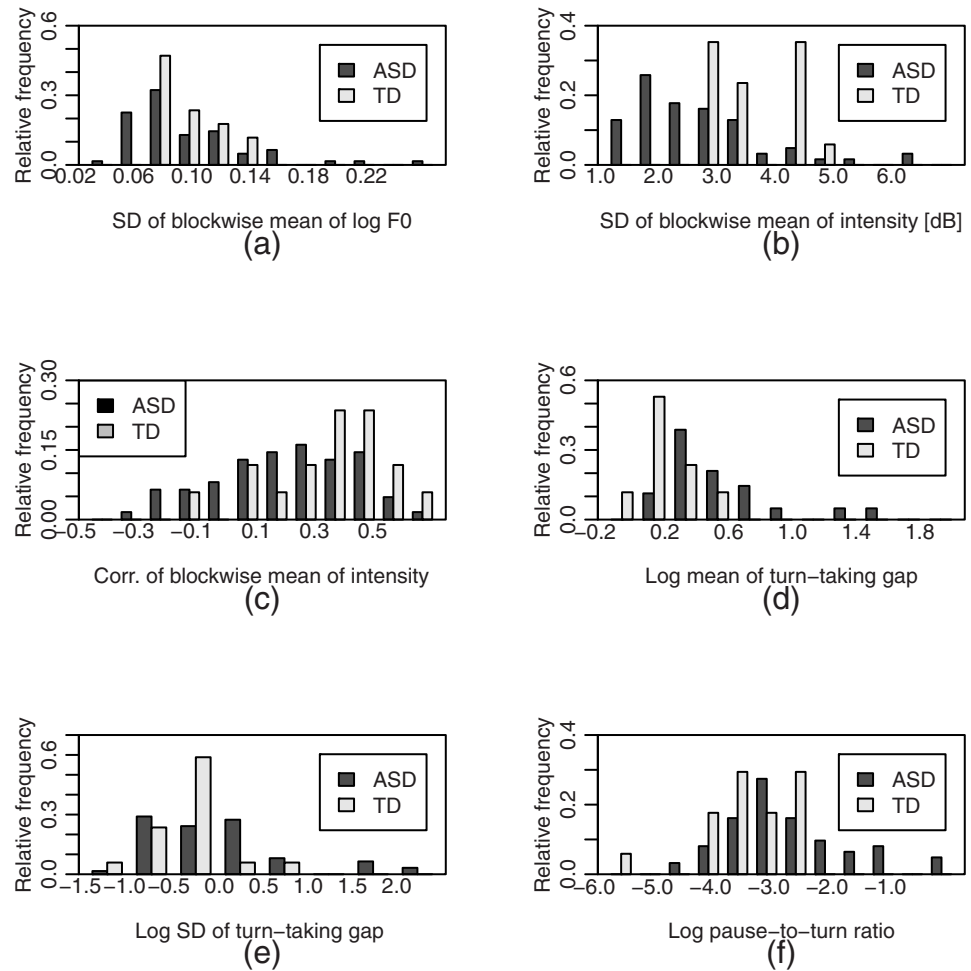 Relative frequency
0.0 0.3 0.6
ASD
TD
0.02 0.06 0.10 0.14 0.18 0.22
SD of blockwise mean of log F0
(a)
Relative frequency
0.0 0.2 0.4
ASD
TD
1.0 2.0 3.0 4.0 5.0 6.0
SD of blockwise mean of intensity [dB]
(b)
Relative frequency
0.00 0.15 0.30
ASD
TD
−0.5 −0.3 −0.1 0.1 0.3 0.5
Corr. of blockwise mean of intensity
(c)
Relative frequency
0.0 0.3 0.6
ASD
TD
−0.2 0.2 0.6 1.0 1.4 1.8
Log mean of turn−taking gap
(d)
Relative frequency
0.0 0.3 0.6
ASD
TD
−1.5 −1.0 −0.5 0.0 0.5 1.0 1.5 2.0
Log SD of turn−taking gap
(e)
Relative frequency
0.0 0.2 0.4
ASD
TD
−6.0 −5.0 −4.0 −3.0 −2.0 −1.0
Log pause−to−turn ratio
(f)